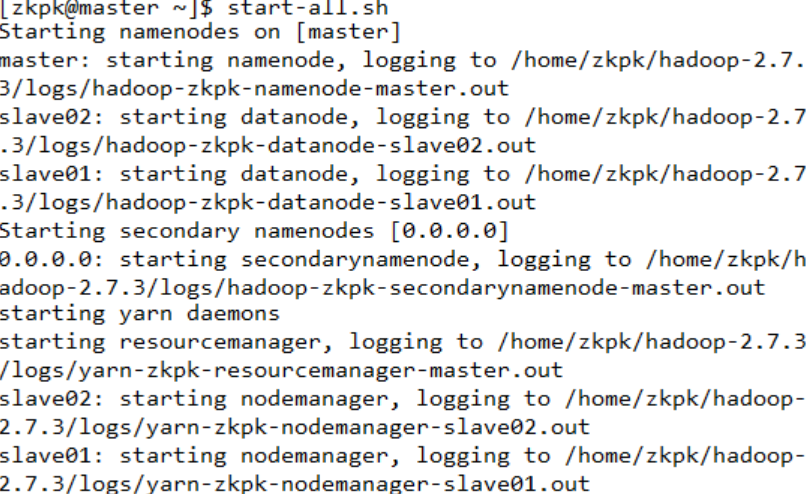 [zkpk@master ~]$ start-all.sh
Starting namenodes on [master]
master: starting namenode, logging to /home/zkpk/hadoop-2.7.
3/logs/hadoop-zkpk-namenode-master.out
slave02: starting datanode, logging to /home/zkpk/hadoop-2.7
.3/logs/hadoop-zkpk-datanode-slave02.out
slave01: starting datanode, logging to /home/zkpk/hadoop-2.7
.3/logs/hadoop-zkpk-datanode-slave01.out
Starting secondary namenodes [0.0.0.0]
0.0.0.0: starting secondarynamenode, logging to /home/zkpk/h
adoop-2.7.3/logs/hadoop-zkpk-secondarynamenode-master.out
starting yarn daemons
starting resourcemanager, logging to /home/zkpk/hadoop-2.7.3
/logs/yarn-zkpk-resourcemanager-master.out
slave02: starting nodemanager, logging to /home/zkpk/hadoop-
2.7.3/logs/yarn-zkpk-nodemanager-slave02.out
slave01: starting nodemanager, logging to /home/zkpk/hadoop-
2.7.3/logs/yarn-zkpk-nodemanager-slave01.out